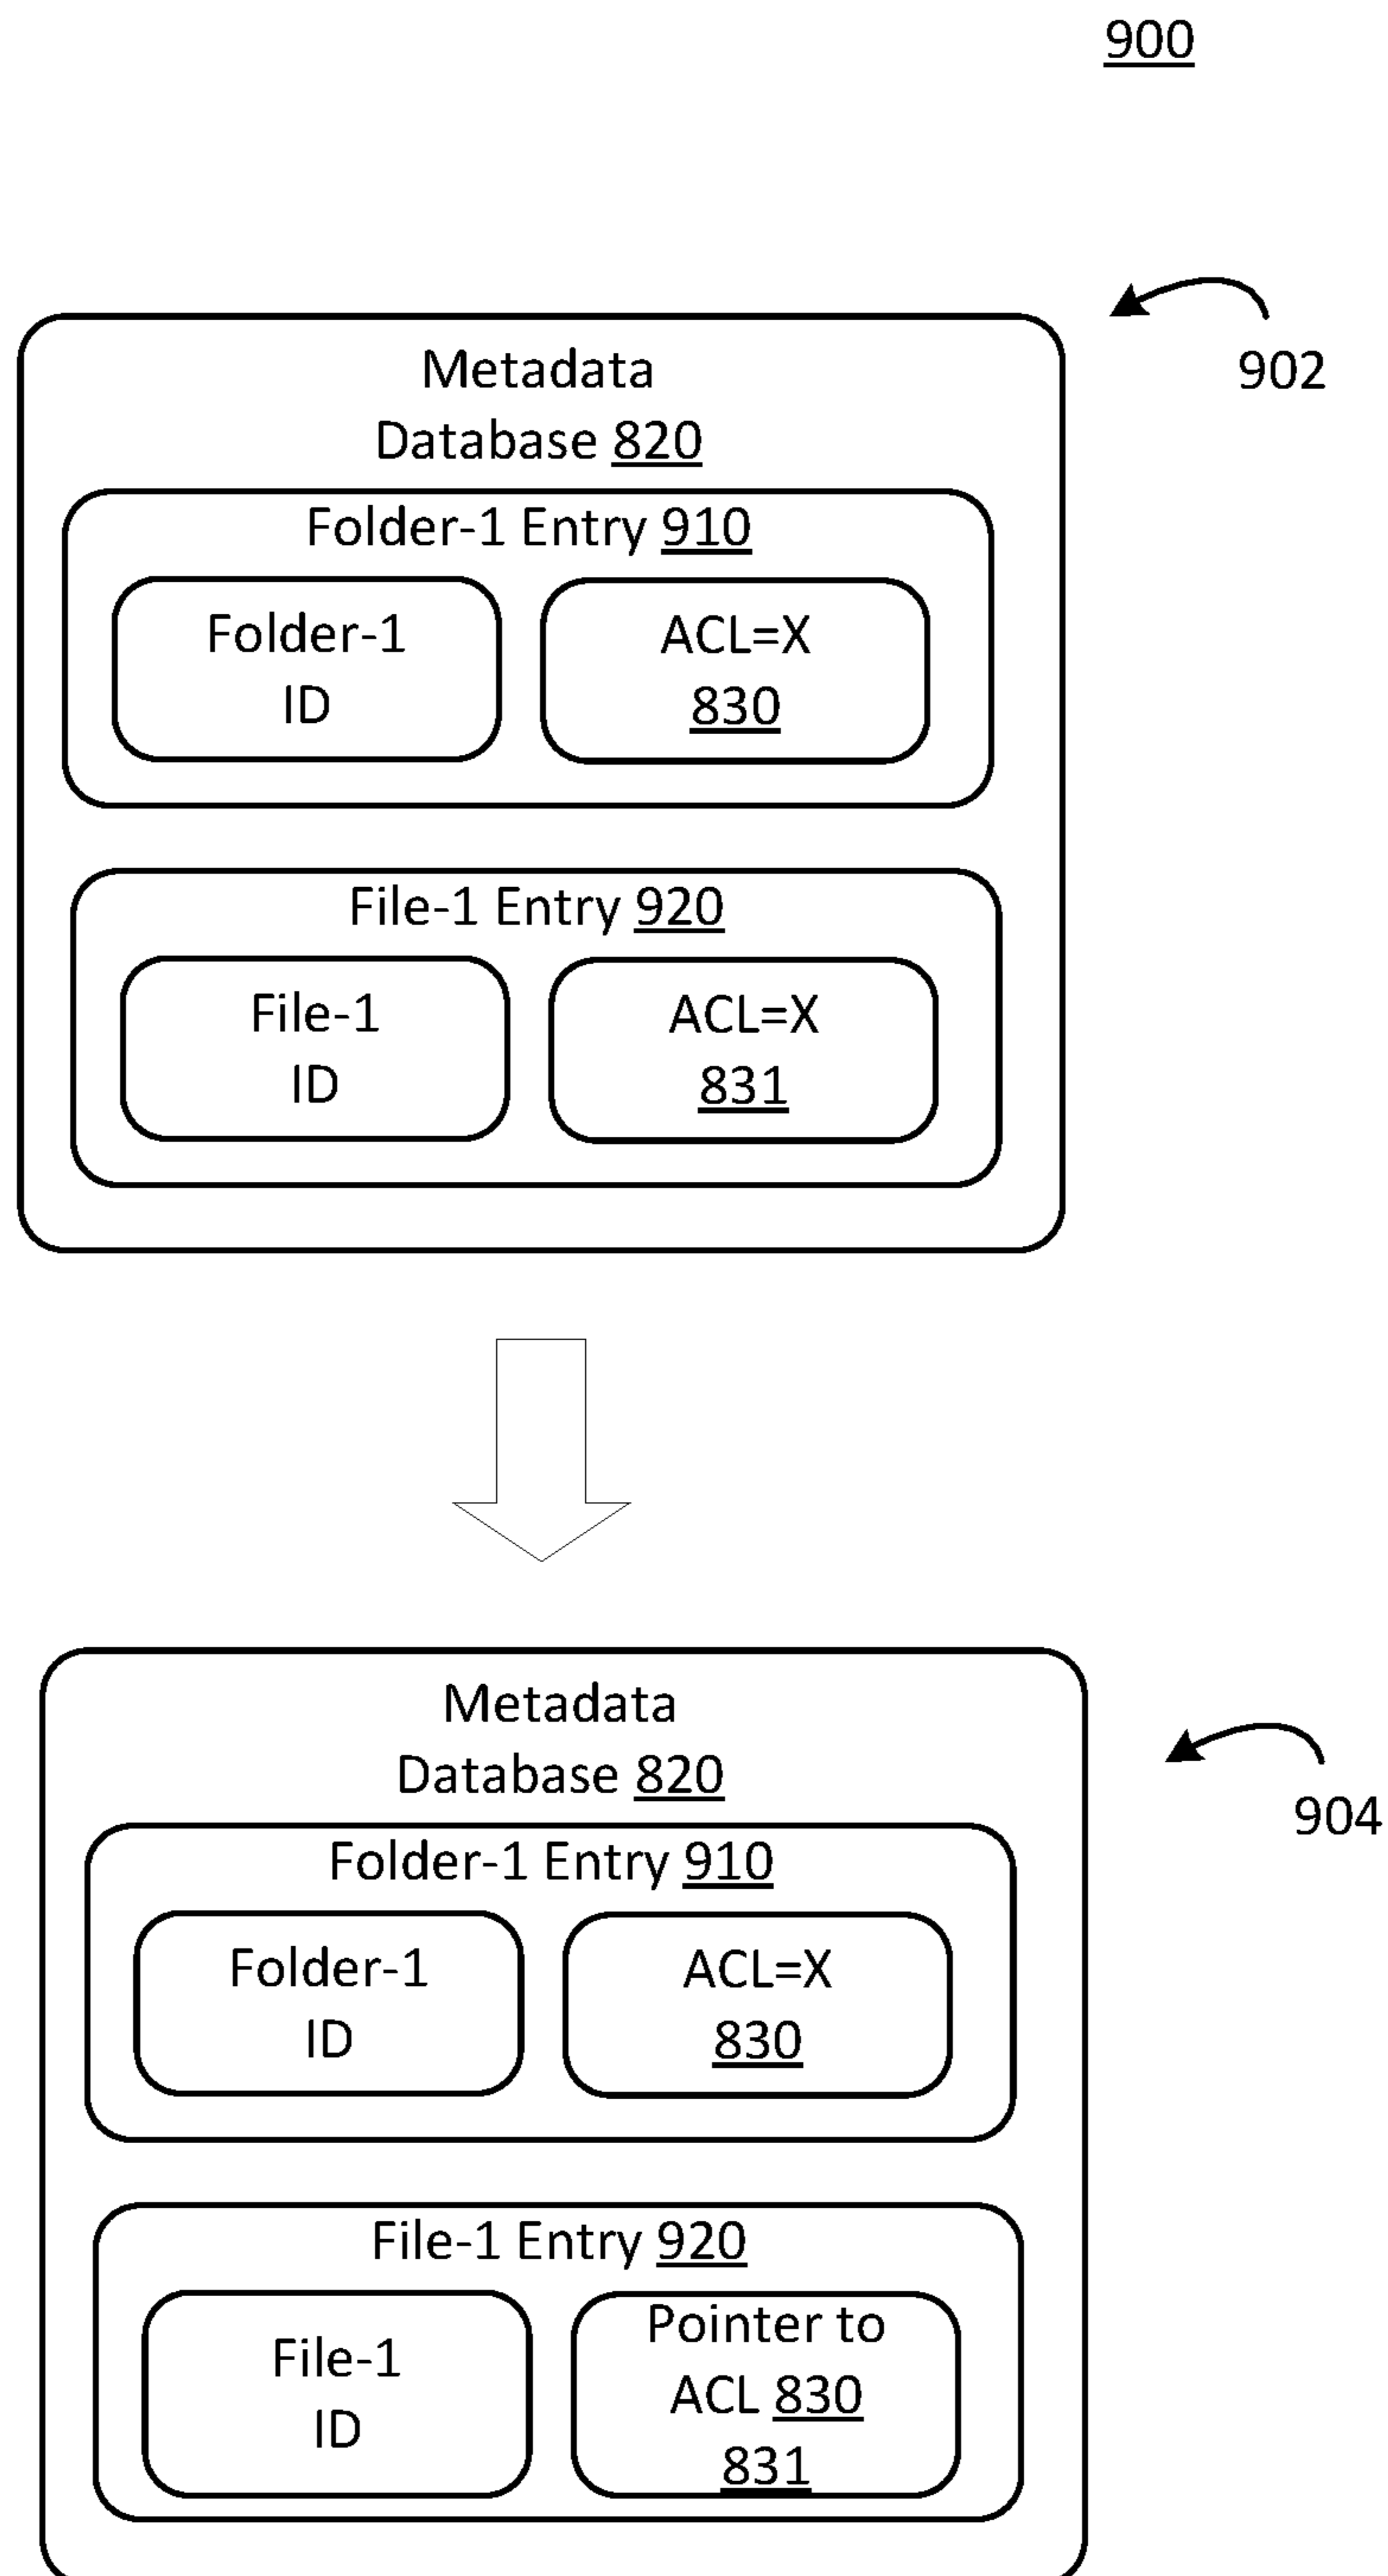 900
902
Metadata
Database 820
Folder-1 Entry 910
Folder-1
ID
ACL=X
830
File-1 Entry 920
File-1
ID
ACL=X
831
Metadata
Database 820
904
Folder-1 Entry 910
Folder-1
ID
ACL=X
830
File-1 Entry 920
File-1
ID
Pointer to
ACL 830
831